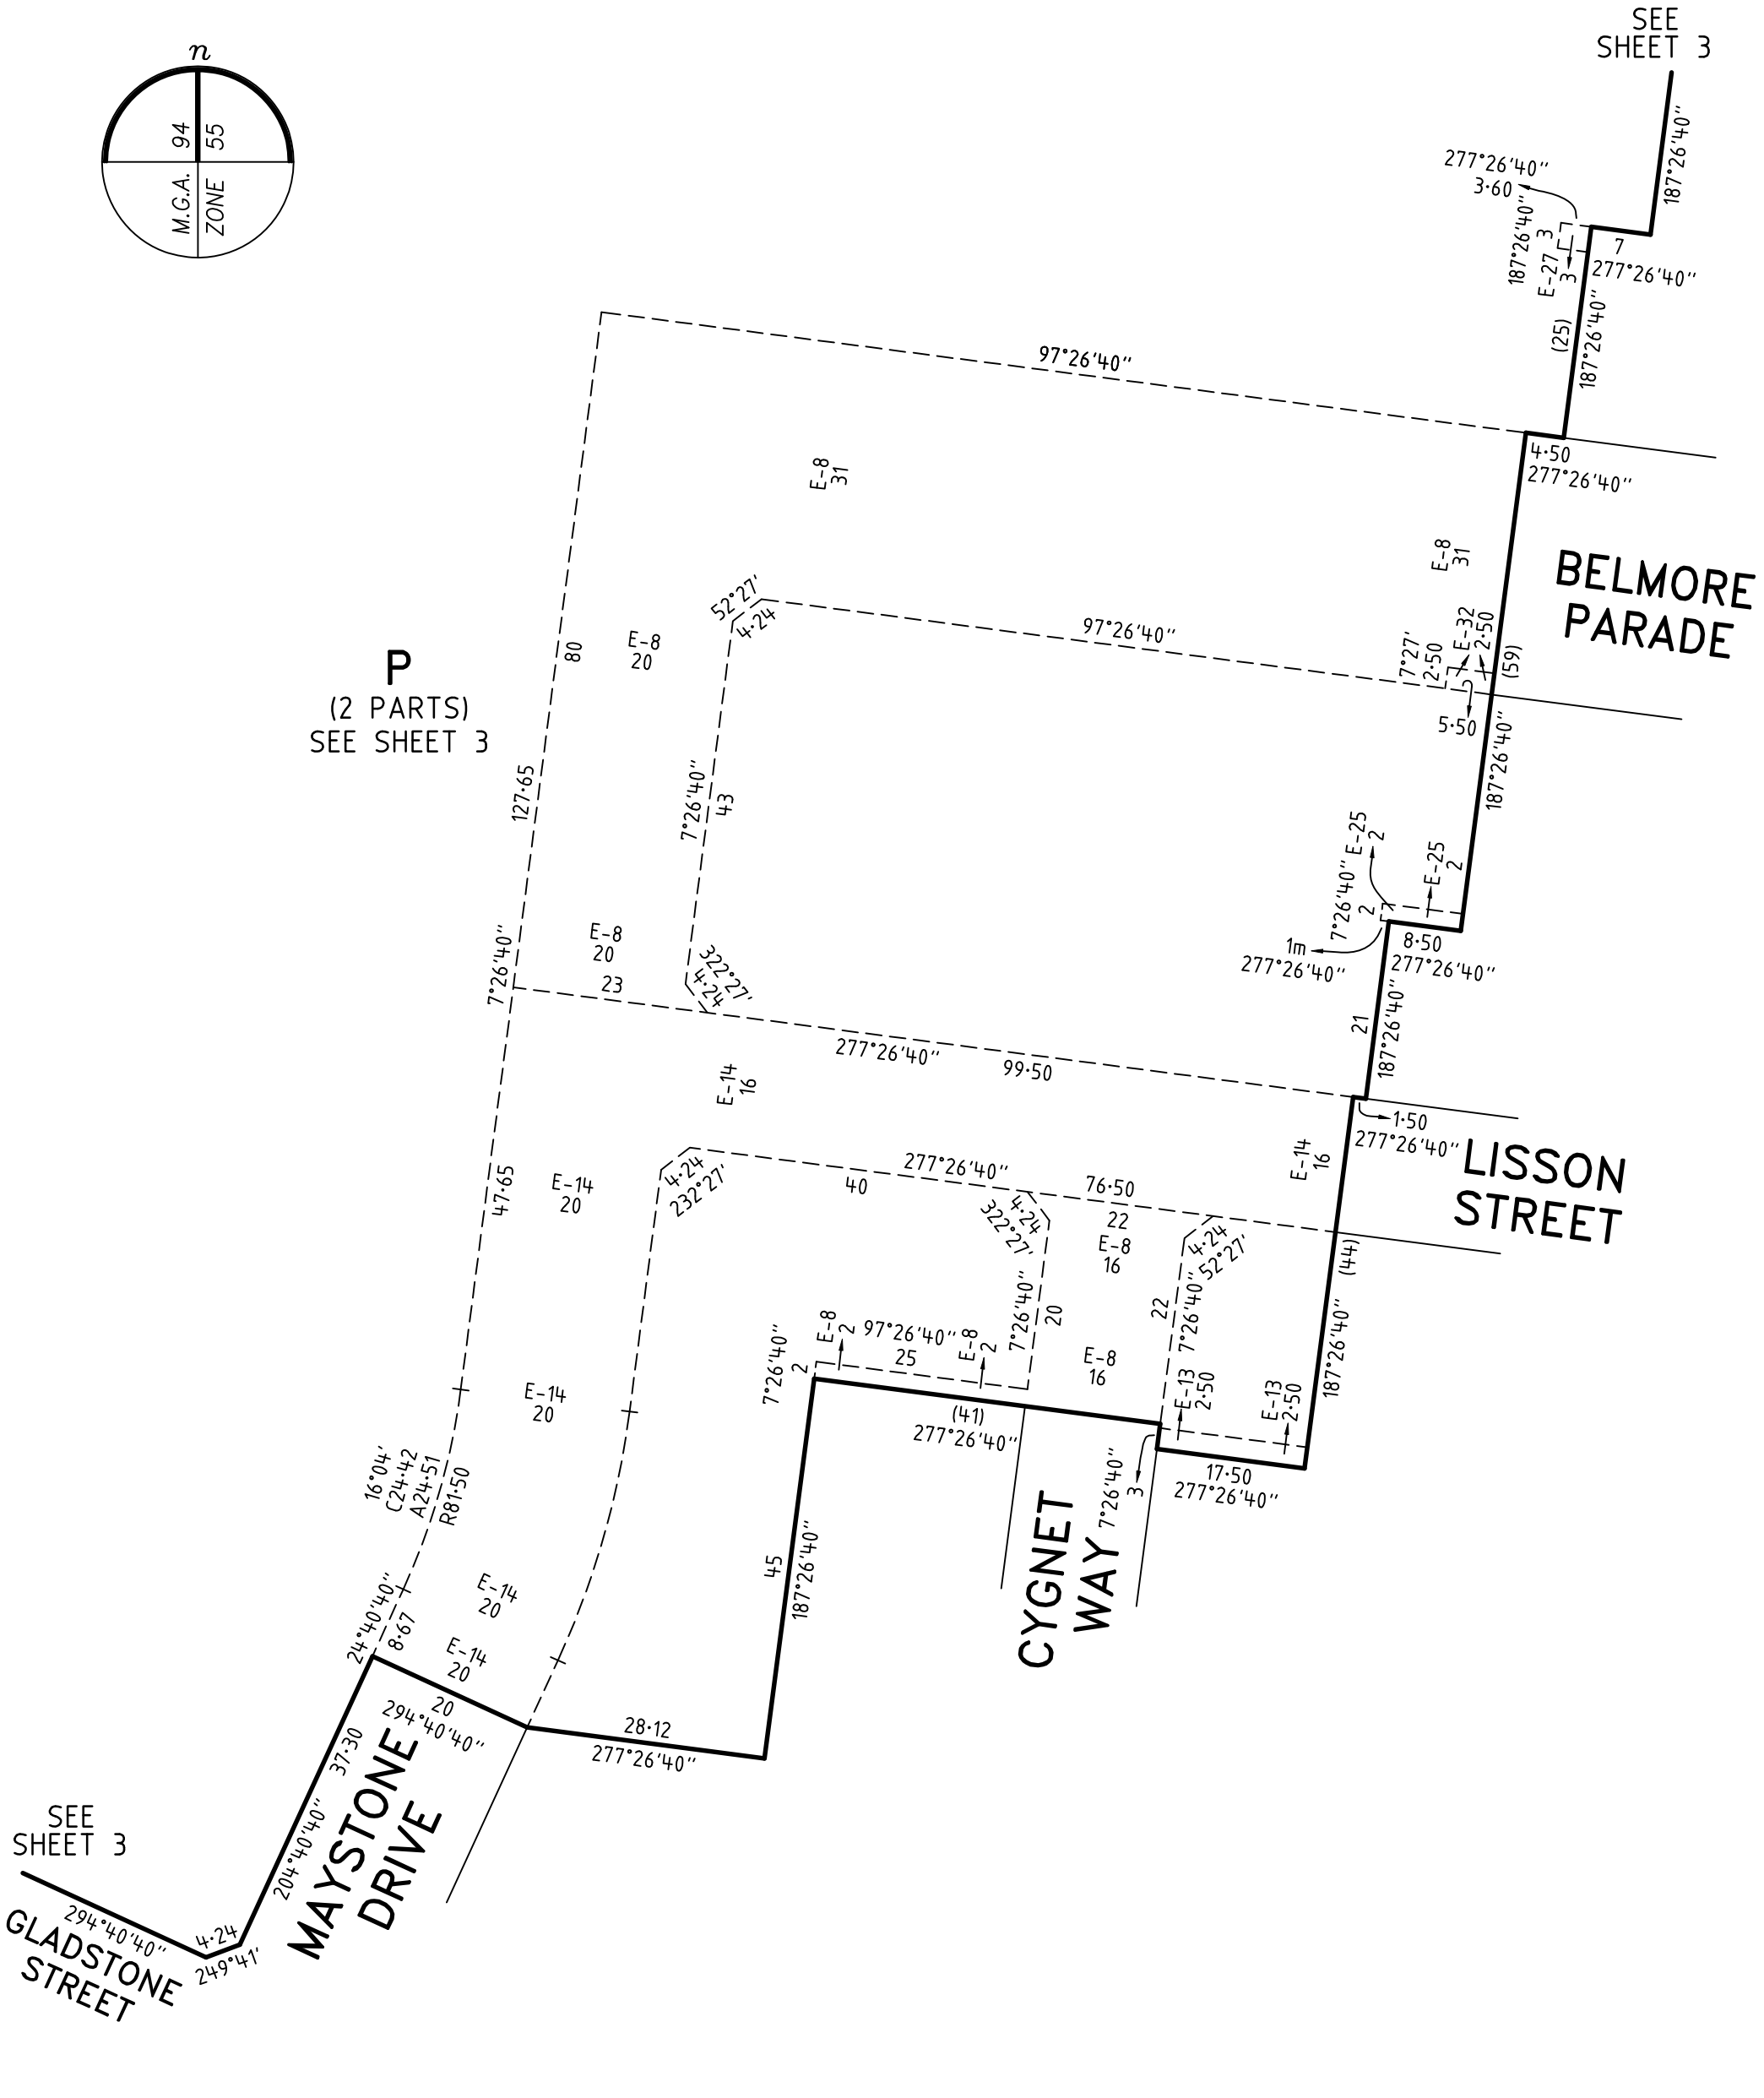 n
M.G.A. 94
ZONE 55
SEE
SHEET 3
187°26'40"
277°26'40"
3·60
187°26'40"
3
E-27
3
7
277°26'40"
(25)
187°26'40"
97°26'40"
4·50
277°26'40"
E-8
31
E-8
31
BELMORE
PARADE
52°27'
4·24
97°26'40"
7°27'
2·50
E-32
2·50
(59)
5·50
187°26'40"
E-8
20
80
P
(2 PARTS)
SEE SHEET 3
127·65
7°26'40"
43
E-25
2
E-25
2
7°26'40"
2
1m
277°26'40"
8·50
277°26'40"
E-8
20
23
322°27'
4·24
7°26'40"
21
187°26'40"
277°26'40"
99·50
E-14
16
1·50
277°26'40"
LISSON
STREET
E-14
16
47·65
E-14
20
4·24
232°27'
277°26'40"
40
76·50
22
4·24
322°27'
E-8
16
4·24
52°27'
(44)
7°26'40"
20
22
7°26'40"
187°26'40"
7°26'40"
2
E-8
2
97°26'40"
25
E-8
2
E-8
16
E-13
2·50
E-13
2·50
E-14
20
(41)
277°26'40"
7°26'40"
3
17·50
277°26'40"
16°04'
C24·42
A24·51
R81·50
CYGNET
WAY
45
187°26'40"
E-14
20
24°40'40"
8·67
E-14
20
20
294°40'40"
28·12
277°26'40"
37·30
204°40'40"
MAYSTONE
DRIVE
SEE
SHEET 3
294°40'40"
4·24
249°41'
GLADSTONE
STREET